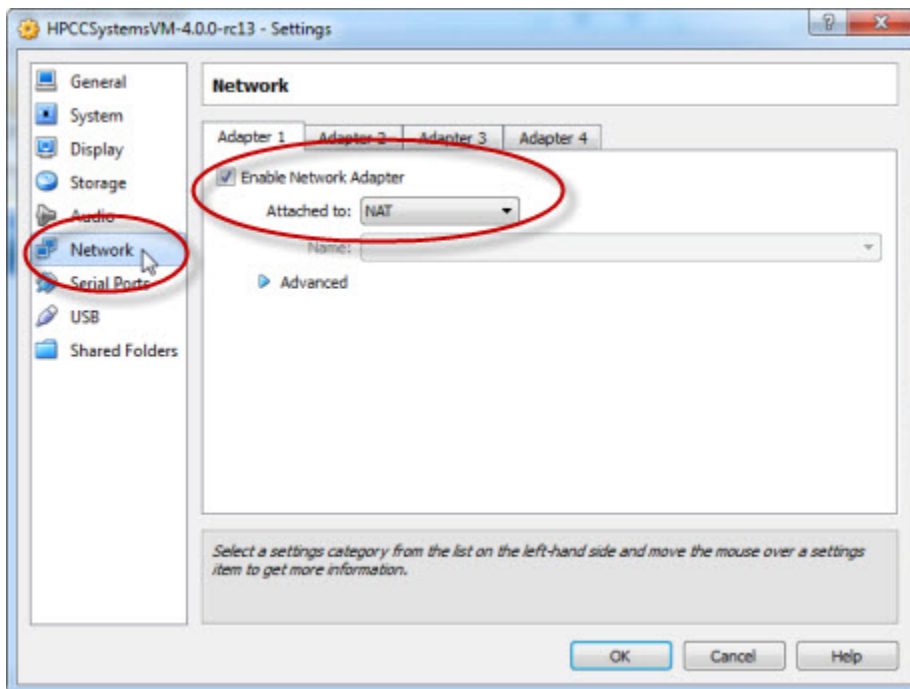 HPCCSystemsVM-4.0.0-rc13 - Settings
General
System
Display
Storage
Audio
Network
Serial Ports
USB
Shared Folders
Network
Adapter 1 Adapter 2 Adapter 3 Adapter 4
Enable Network Adapter
Attached to: NAT
Name:
Advanced
Select a settings category from the list on the left-hand side and move the mouse over a settings
item to get more information.
OK Cancel Help